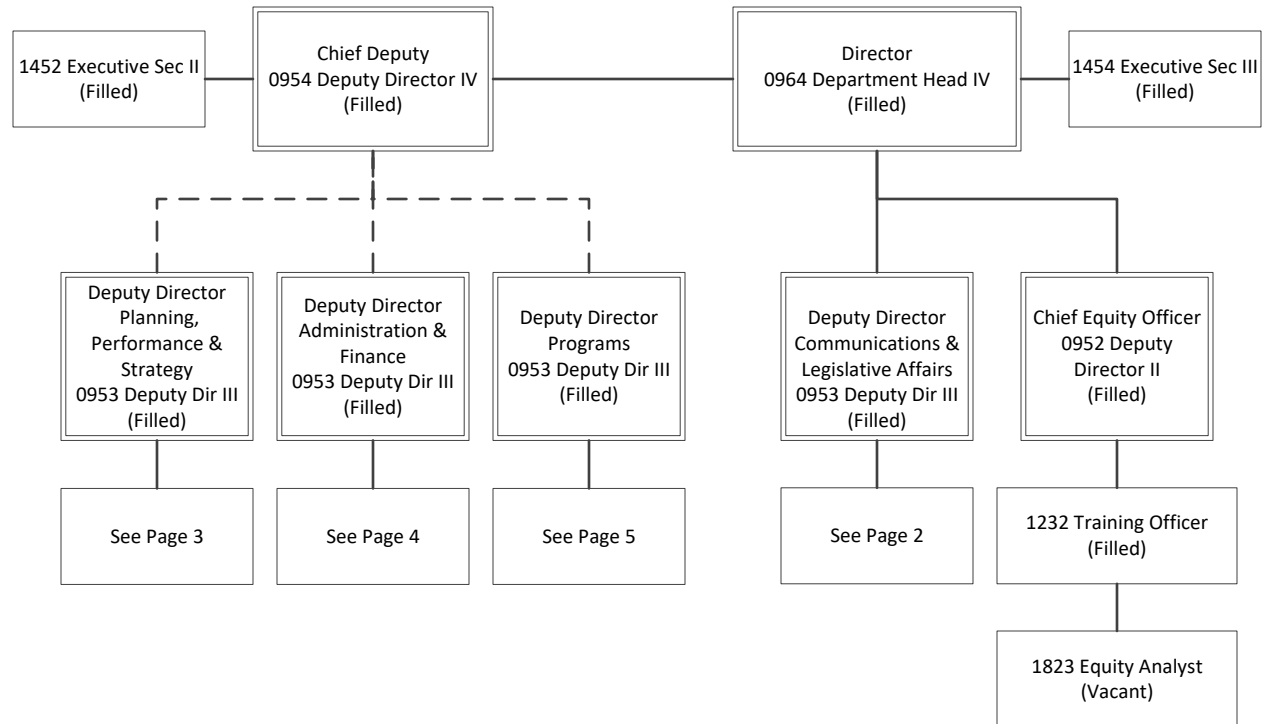 1452 Executive Sec II
(Filled)
Chief Deputy
0954 Deputy Director IV
(Filled)
Director
0964 Department Head IV
(Filled)
1454 Executive Sec III
(Filled)
Deputy Director
Planning,
Performance &
Strategy
0953 Deputy Dir III
(Filled)
Deputy Director
Administration &
Finance
0953 Deputy Dir III
(Filled)
Deputy Director
Programs
0953 Deputy Dir III
(Filled)
Deputy Director
Communications &
Legislative Affairs
0953 Deputy Dir III
(Filled)
Chief Equity Officer
0952 Deputy
Director II
(Filled)
See Page 3
See Page 4
See Page 5
See Page 2
1232 Training Officer
(Filled)
1823 Equity Analyst
(Vacant)